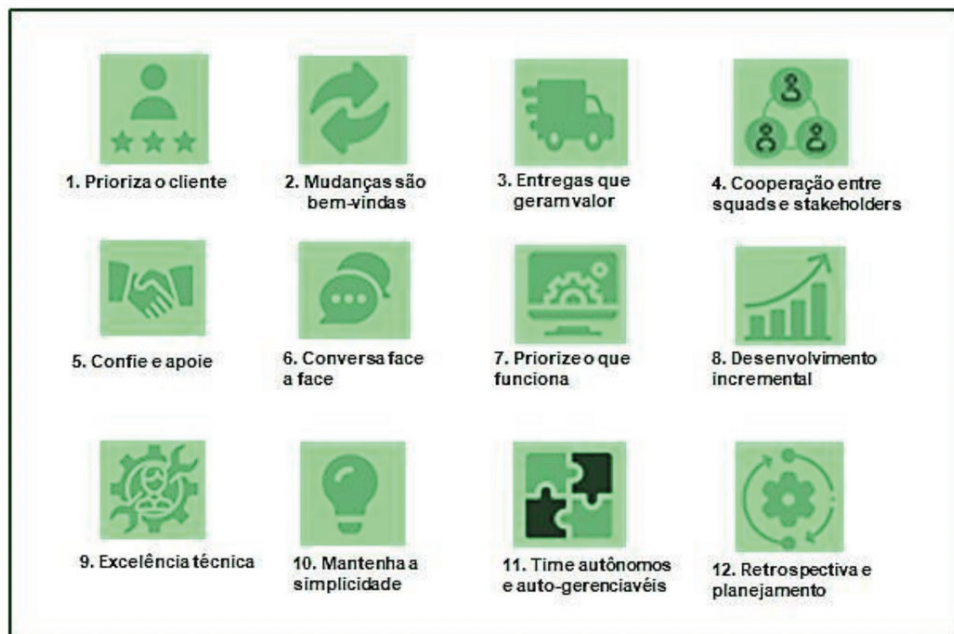 1. Prioriza o cliente
2. Mudanças são
bem-vindas
3. Entregas que
geram valor
4. Cooperação entre
squads e stakeholders
5. Confie e apoie
6. Conversa face
a face
7. Priorize o que
funciona
8. Desenvolvimento
incremental
9. Excelência técnica
10. Mantenha a
simplicidade
11. Time autônomos
e auto-gerenciavéis
12. Retrospectiva e
planejamento